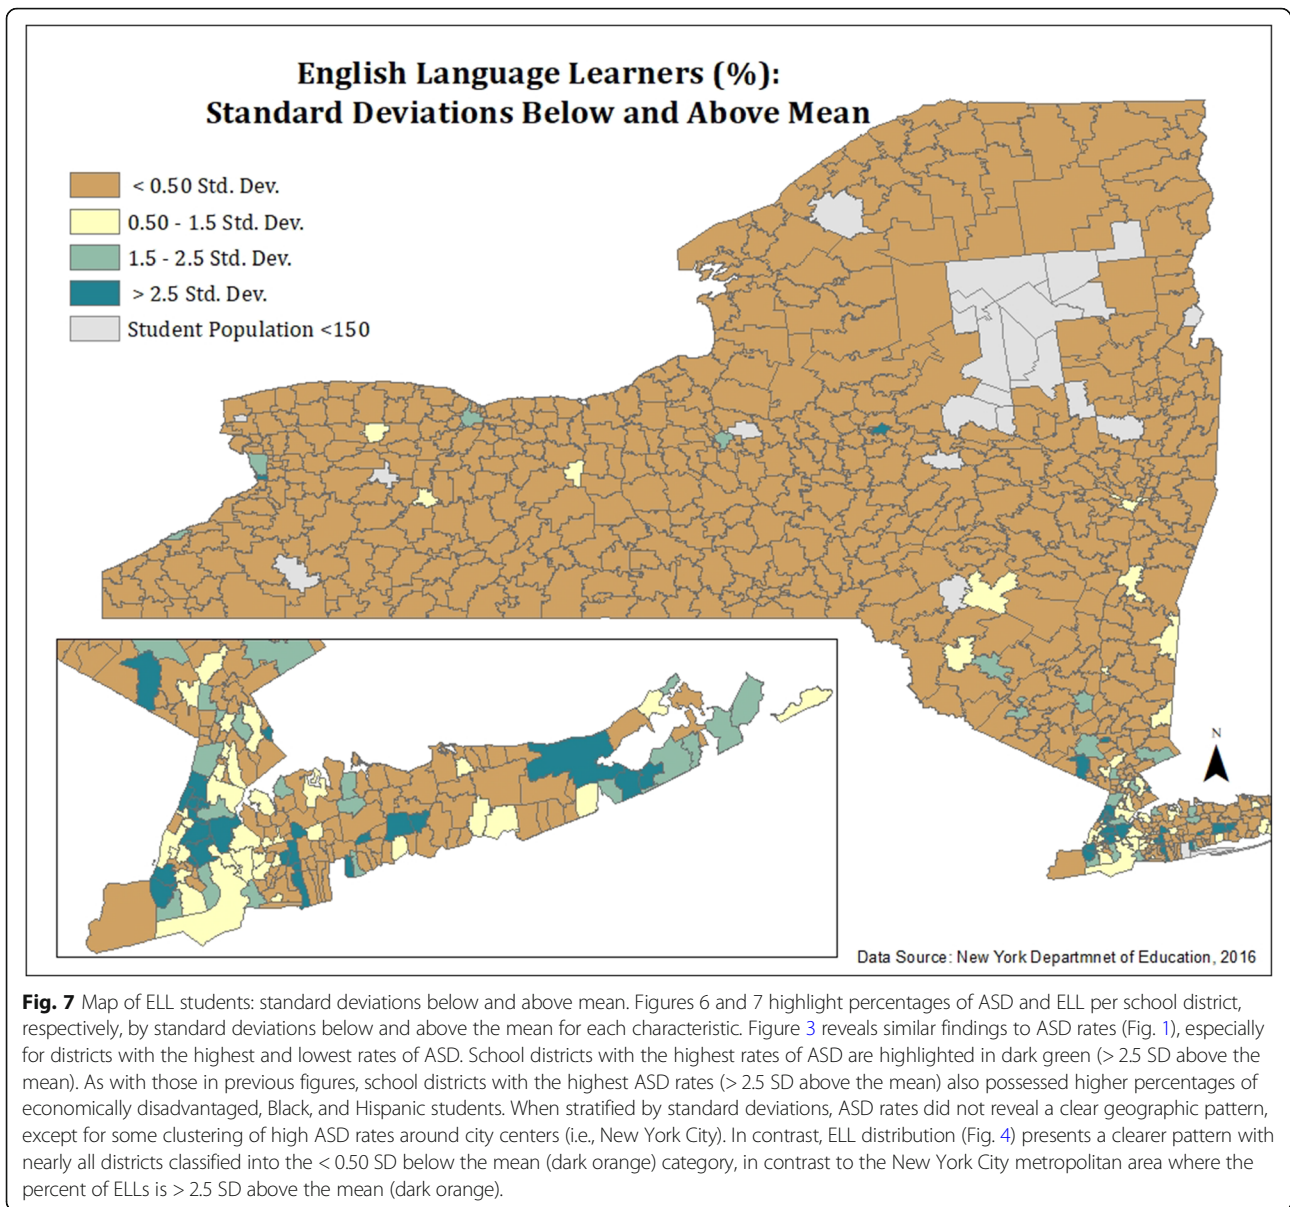 English Language Learners (%):
Standard Deviations Below and Above Mean
< 0.50 Std. Dev.
0.50 - 1.5 Std. Dev.
1.5 - 2.5 Std. Dev.
> 2.5 Std. Dev.
Student Population <150
N
Data Source: New York Departmnet of Education, 2016
Fig. 7 Map of ELL students: standard deviations below and above mean. Figures 6 and 7 highlight percentages of ASD and ELL per school district,
respectively, by standard deviations below and above the mean for each characteristic. Figure 3 reveals similar findings to ASD rates (Fig. 1), especially
for districts with the highest and lowest rates of ASD. School districts with the highest rates of ASD are highlighted in dark green (> 2.5 SD above the
mean). As with those in previous figures, school districts with the highest ASD rates (> 2.5 SD above the mean) also possessed higher percentages of
economically disadvantaged, Black, and Hispanic students. When stratified by standard deviations, ASD rates did not reveal a clear geographic pattern,
except for some clustering of high ASD rates around city centers (i.e., New York City). In contrast, ELL distribution (Fig. 4) presents a clearer pattern with
nearly all districts classified into the < 0.50 SD below the mean (dark orange) category, in contrast to the New York City metropolitan area where the
percent of ELLs is > 2.5 SD above the mean (dark orange).